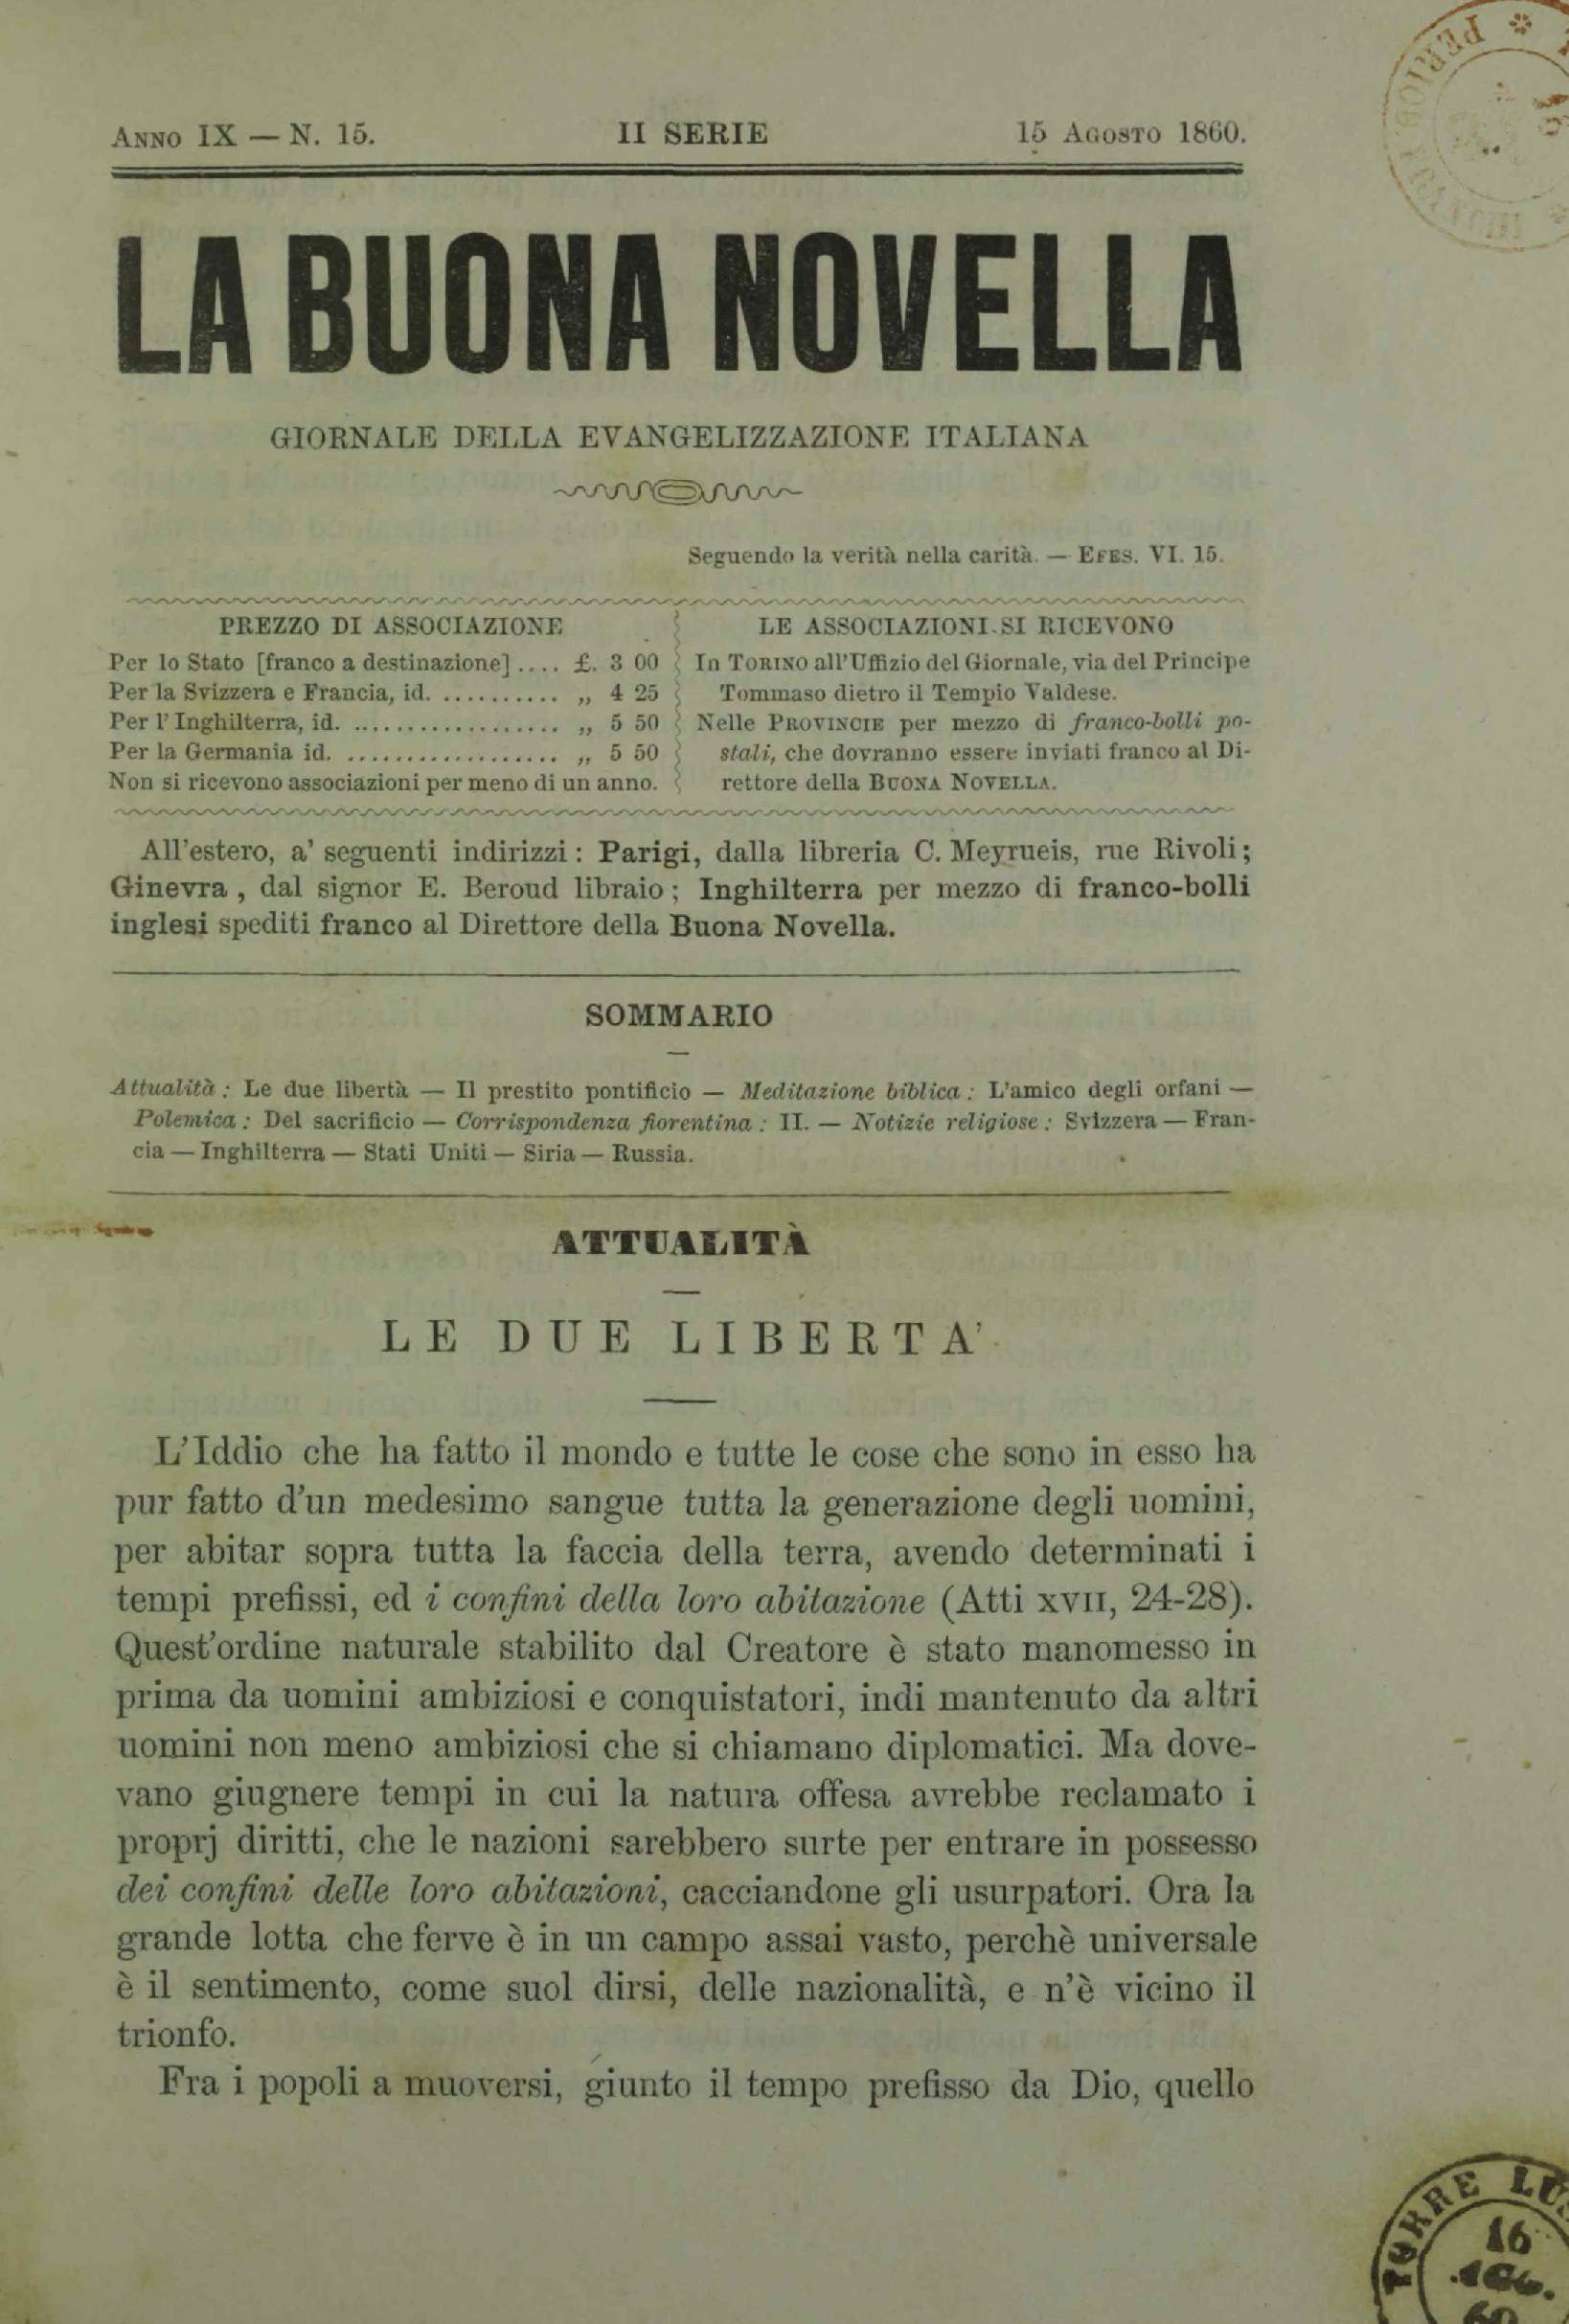 ANNO IX — N. 15.
II SERIE
15 AGOSTO 1860.
LA BUONA NOVELLA
GIORNALE DELLA EVANGELIZZAZIONE ITALIANA
Seguendo la verità nella carità. — EFES. VI. 15.
PREZZO DI ASSOCIAZIONE
Per lo Stato [franco a destinazione].... £. 3 00
Per la Svizzera e Francia, id. ........... „ 4 25
Per l'Inghilterra, id. ................... „ 5 50
Per la Germania id. .................. „ 5 50
Non si ricevono associazioni per meno di un anno.
LE ASSOCIAZIONI SI RICEVONO
In TORINO all'Uffizio del Giornale, via del Principe
Tommaso dietro il Tempio Valdese.
Nelle PROVINCIE per mezzo di franco-bolli po-
stali, che dovranno essere inviati franco al Di-
rettore della BUONA NOVELLA.
All'estero, a' seguenti indirizzi: Parigi, dalla libreria C. Meyrueis, rue Rivoli;
Ginevra, dal signor E. Beroud libraio; Inghilterra per mezzo di franco-bolli
inglesi spediti franco al Direttore della Buona Novella.
SOMMARIO
Attualità: Le due libertà — Il prestito pontificio — Meditazione biblica: L'amico degli orfani —
Polemica: Del sacrificio — Corrispondenza fiorentina: II. — Notizie religiose: Svizzera — Fran-
cia — Inghilterra — Stati Uniti — Siria — Russia.
ATTUALITÀ
LE DUE LIBERTA'
L'Iddio che ha fatto il mondo e tutte le cose che sono in esso ha
pur fatto d'un medesimo sangue tutta la generazione degli uomini,
per abitar sopra tutta la faccia della terra, avendo determinati i
tempi prefissi, ed i confini della loro abitazione (Atti XVII, 24-28).
Quest'ordine naturale stabilito dal Creatore è stato manomesso in
prima da uomini ambiziosi e conquistatori, indi mantenuto da altri
uomini non meno ambiziosi che si chiamano diplomatici. Ma dove-
vano giugnere tempi in cui la natura offesa avrebbe reclamato i
proprj diritti, che le nazioni sarebbero surte per entrare in possesso
dei confini delle loro abitazioni, cacciandone gli usurpatori. Ora la
grande lotta che ferve è in un campo assai vasto, perchè universale
è il sentimento, come suol dirsi, delle nazionalità, e n'è vicino il
trionfo.
Fra i popoli a muoversi, giunto il tempo prefisso da Dio, quello
TORRE
16
AGO.
60